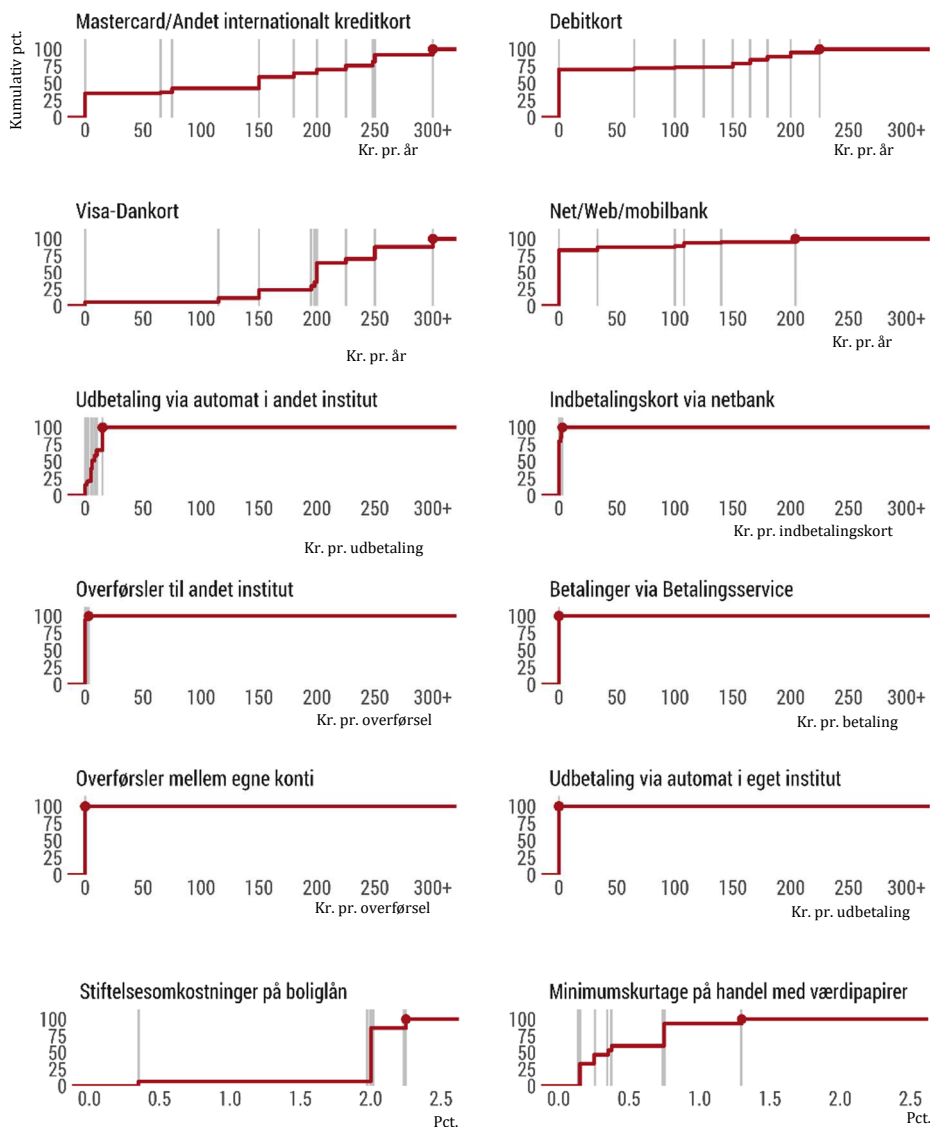 Mastercard/Andet internationalt kreditkort
Kumulativ pct.
100
75
50
25
0
0 50 100 150 200 250 300+
Kr. pr. år
Debitkort
100
75
50
25
0
0 50 100 150 200 250 300+
Kr. pr. år
Visa-Dankort
100
75
50
25
0
0 50 100 150 200 250 300+
Kr. pr. år
Net/Web/mobilbank
100
75
50
25
0
0 50 100 150 200 250 300+
Kr. pr. år
Udbetaling via automat i andet institut
100
75
50
25
0
0 50 100 150 200 250 300+
Kr. pr. udbetaling
Indbetalingskort via netbank
100
75
50
25
0
0 50 100 150 200 250 300+
Kr. pr. indbetalingskort
Overførsler til andet institut
100
75
50
25
0
0 50 100 150 200 250 300+
Kr. pr. overførsel
Betalinger via Betalingsservice
100
75
50
25
0
0 50 100 150 200 250 300+
Kr. pr. betaling
Overførsler mellem egne konti
100
75
50
25
0
0 50 100 150 200 250 300+
Kr. pr. overførsel
Udbetaling via automat i eget institut
100
75
50
25
0
0 50 100 150 200 250 300+
Kr. pr. udbetaling
Stiftelsesomkostninger på boliglån
100
75
50
25
0
0.0 0.5 1.0 1.5 2.0 2.5
Pct.
Minimumskurtage på handel med værdipapirer
100
75
50
25
0
0.0 0.5 1.0 1.5 2.0 2.5
Pct.